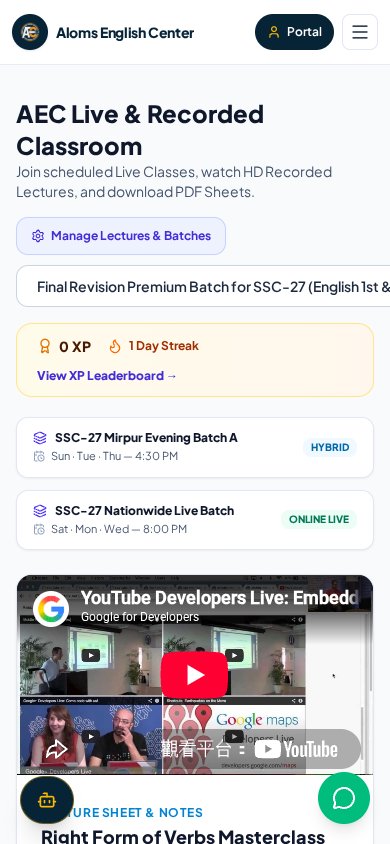 Aloms English Center
Portal
AEC Live & Recorded
Classroom
Join scheduled Live Classes, watch HD Recorded
Lectures, and download PDF Sheets.
Manage Lectures & Batches
Final Revision Premium Batch for SSC-27 (English 1st &
0 XP
1 Day Streak
View XP Leaderboard →
SSC-27 Mirpur Evening Batch A
Sun · Tue · Thu — 4:30 PM
HYBRID
SSC-27 Nationwide Live Batch
Sat · Mon · Wed — 8:00 PM
ONLINE LIVE
YouTube Developers Live: Embedd
Google for Developers
Google maps
觀看平台： YouTube
TURE SHEET & NOTES
Right Form of Verbs Masterclass